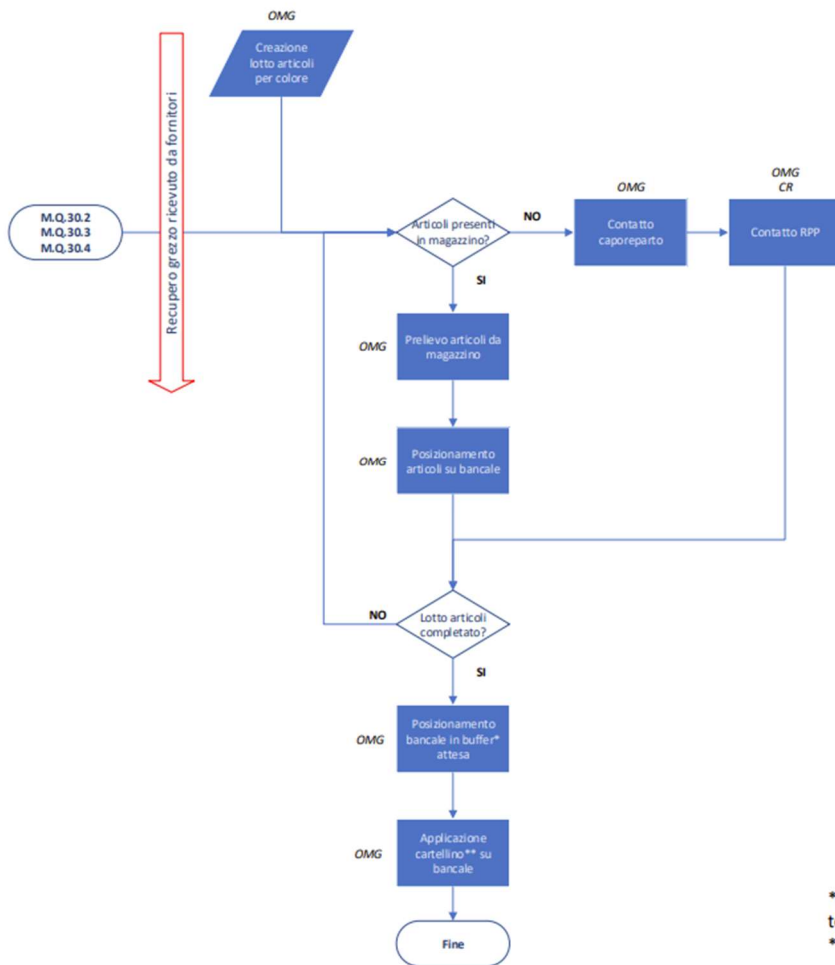 OMG
Creazione
lotto articoli
per colore
Recupero grezzo ricevuto da fornitori
M.Q.30.2
M.Q.30.3
M.Q.30.4
Articoli presenti
in magazzino?
NO
OMG
Contatto
caporeparto
OMG
CR
Contatto RPP
SI
OMG
Prelievo articoli da
magazzino
OMG
Posizionamento
articoli su bancale
NO
Lotto articoli
completato?
SI
OMG
Posizionamento
bancale in buffer*
attesa
OMG
Applicazione
cartellino** su
bancale
Fine
*
*